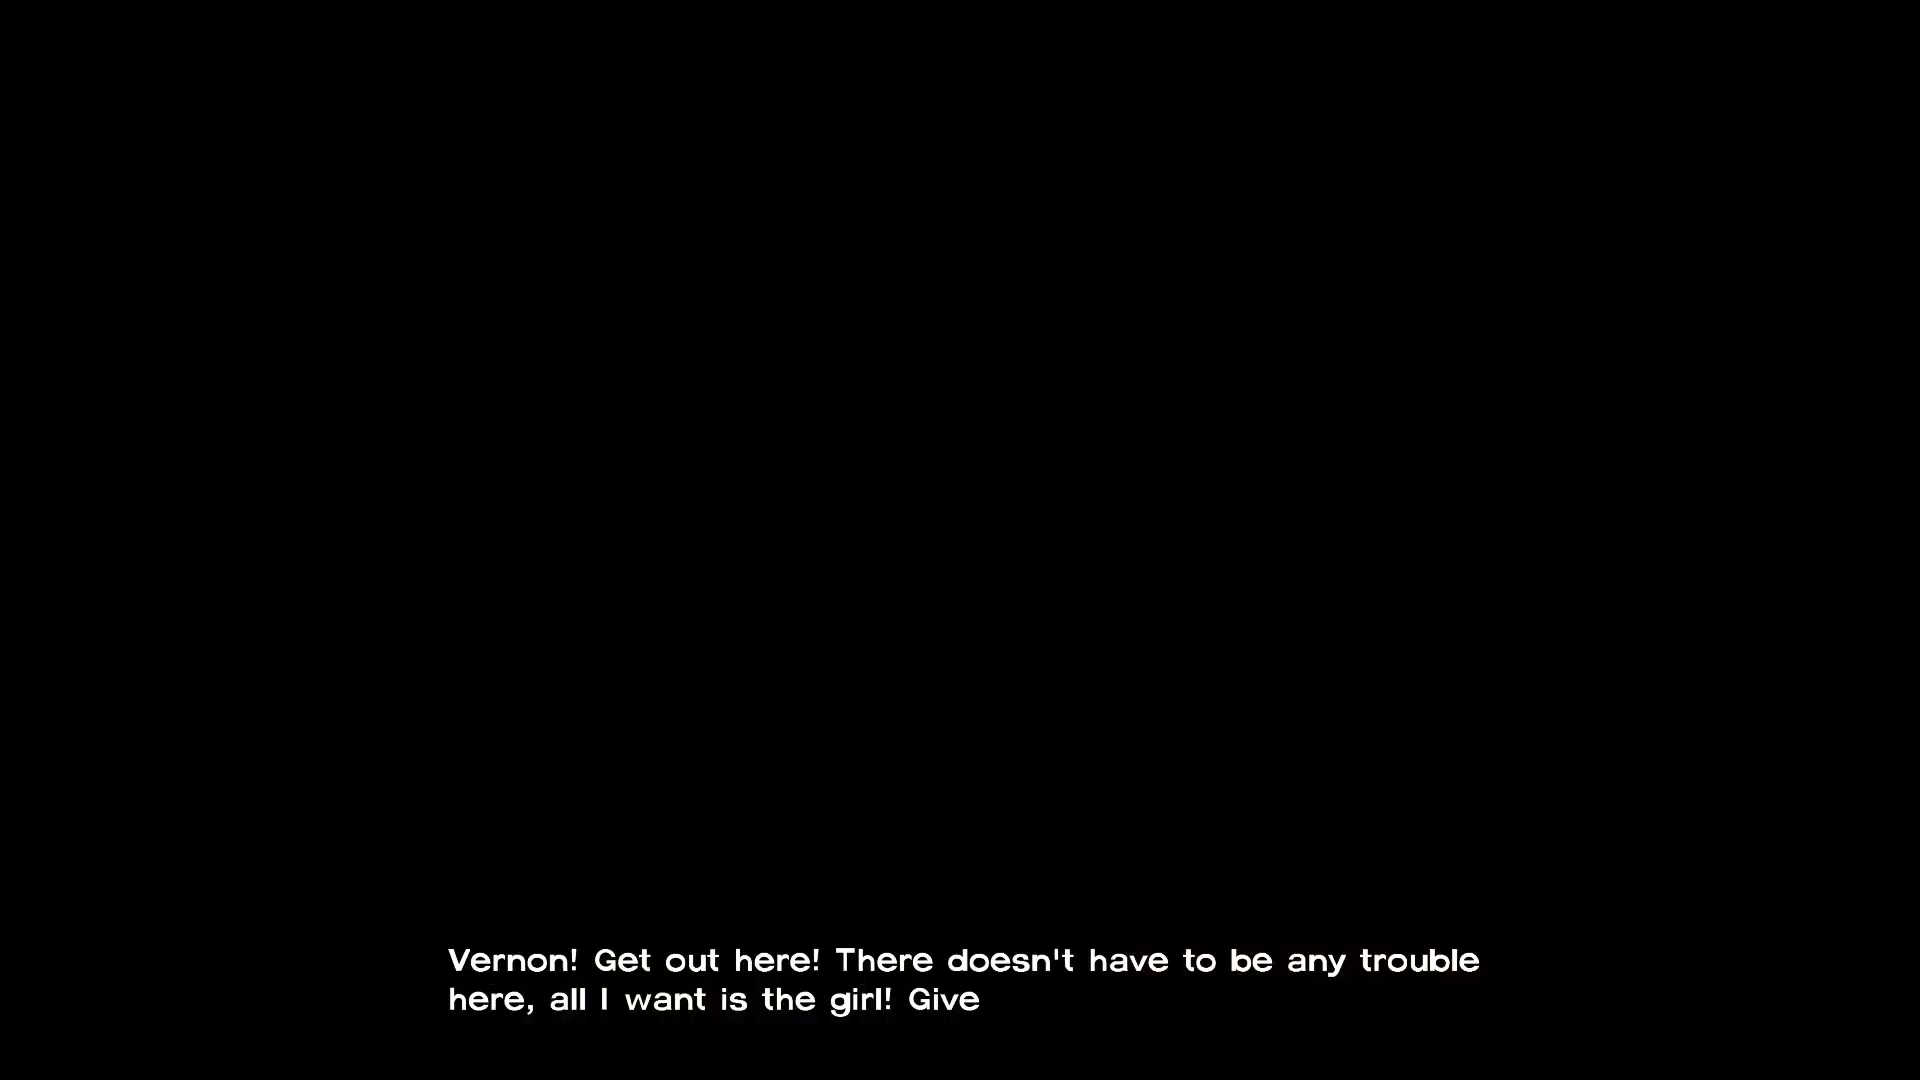 Vernon! Get out here! There doesn't have to be any trouble
here, all I want is the girl! Give